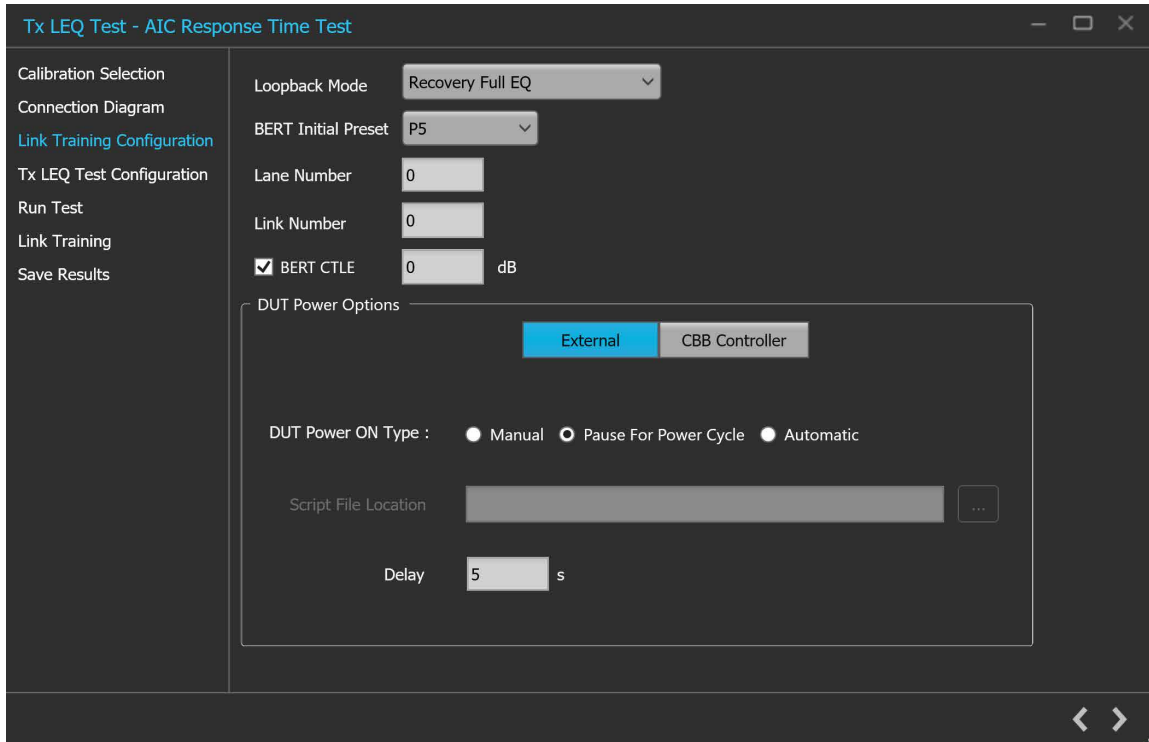 Tx LEQ Test - AIC Response Time Test
Calibration Selection
Connection Diagram
Link Training Configuration
Tx LEQ Test Configuration
Run Test
Link Training
Save Results
Loopback Mode Recovery Full EQ
BERT Initial Preset P5
Lane Number 0
Link Number 0
BERT CTLE 0 dB
DUT Power Options
External CBB Controller
DUT Power ON Type : Manual Pause For Power Cycle Automatic
Script File Location ...
Delay 5 s